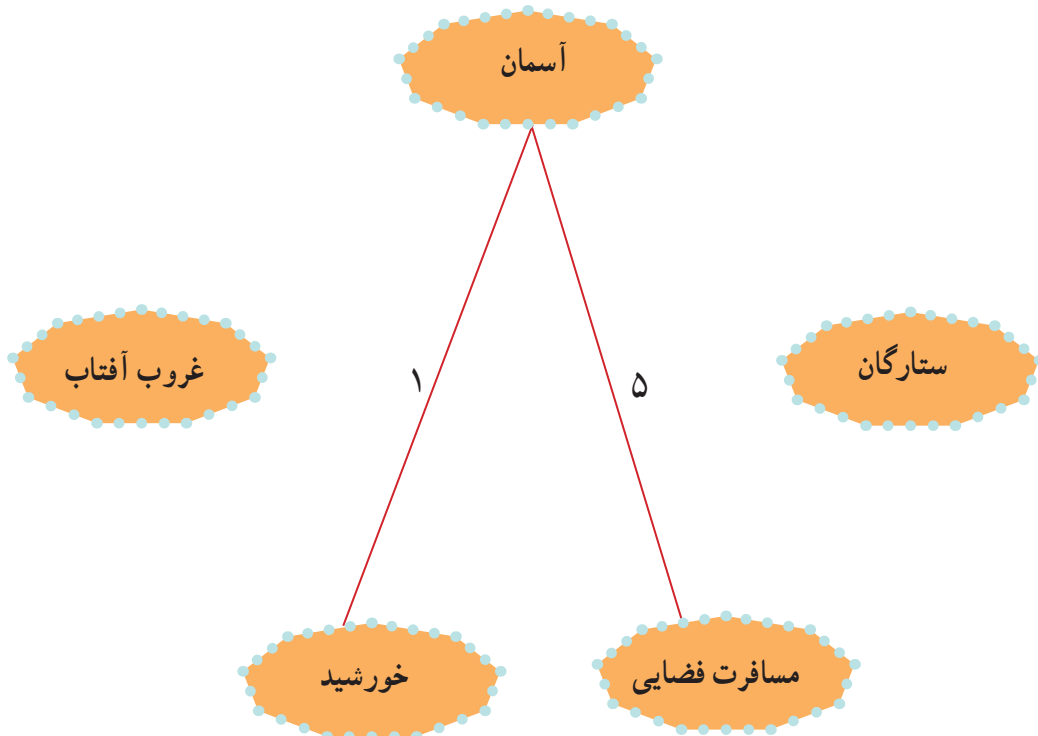 آسمان
ستارگان
غروب آفتاب
۵
۱
مسافرت فضایی
خورشید